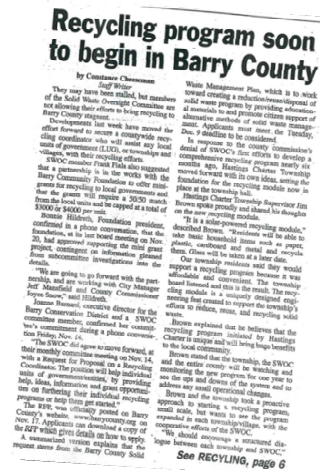 Recycling program soon
to begin in Barry County
by Constance Cheeseman
Staff Writer
They may have been stalled, but members
of the Solid Waste Oversight Committee are
not allowing their efforts to bring recycling to
Barry County stagnent.
Developments last week have moved the
effort forward to secure a countywide recy-
cling coordinator who will assist any local
units of government (LUD), or townships and
villages, with their recycling efforts.
SWOC member Frank Fiala also suggested
that a partnership is in the works with the
Barry Community Foundation to offer mini-
grants for recycling to local governments and
that the grants will require a 50/50 match
from the local units and be capped at a total of
$3000 or $4000 per unit.
Bonnie Hildreth, Foundation president,
confirmed in a phone conversation, that the
foundation, at its last board meeting on Nov.
20, had approved supporting the mini grant
project, contingent on information gleaned
from subcommittee investigations into the
details.
"We are going to go forward with the part-
nership, and are working with City Manager
Jeff Mansfield and County Commissioner
Joyce Snow," said Hildreth.
Joanne Barnard, executive director for the
Barry Conservation District and a SWOC
committee member, confirmed her commit-
tee's commitment during a phone conversa-
tion Friday, Nov. 16.
"The SWOC did agree to move forward, at
their monthly committee meeting on Nov. 14,
with a Request for Proposal on a Recycling
Coordinator. The position will help individual
units of governments/entities, by providing
help, ideas, information and grant opportuni-
ties on furthering their individual recycling
programs or help them get started."
The RFP, was officially posted on Barry
County's website, www.barrycounty.org on
Nov. 17. Applicants can download a copy of
the RFP which gives details on how to apply.
A summarized version explains that the
request stems from the Barry County Solid
Waste Management Plan, which is to work
toward creating a reduction/reuse/disposal of
solid waste program by providing education-
al materials to and promote citizen support of
alternative methods of solid waste manage-
ment. Applicants must meet the Tuesday,
Dec. 9 deadline to be considered.
In response to the county commission's
denial of SWOC's first efforts to develop a
comprehensive recycling program nearly six
months ago, Hastings Charter Township
moved forward with its own ideas, setting the
foundation for the recycling module now in
place at the township hall.
Hastings Charter Township Supervisor Jim
Brown spoke proudly and shared his thoughts
on the new recycling module.
"It is a solar-powered recycling module,"
described Brown. "Residents will be able to
take basic household items such as paper,
plastic, cardboard and metal and recycle
them. Glass will be taken at a later date.
Our township residents said they would
support a recycling program because it was
affordable and convenient. The township
board listened and this is the result. The recy-
cling module is a uniquely designed engi-
neering feat created to support the township's
efforts to reduce, reuse, and recycling solid
waste.
Brown explained that he believes that the
recycling program initiated by Hastings
Charter is unique and will bring huge benefits
to the local community.
Brown stated that the township, the SWOC
and the entire county will be watching and
monitoring the new program for one year to
see the ups and downs of the system and to
address any small operational changes.
Brown and the township took a proactive
approach to starting a recycling program,
small scale, but wants to see the program
expanded in each township/village, with the
cooperative efforts of the SWOC.
"We should encourage a structured dia-
logue between each township and SWOC,"
See RECYLING, page 6